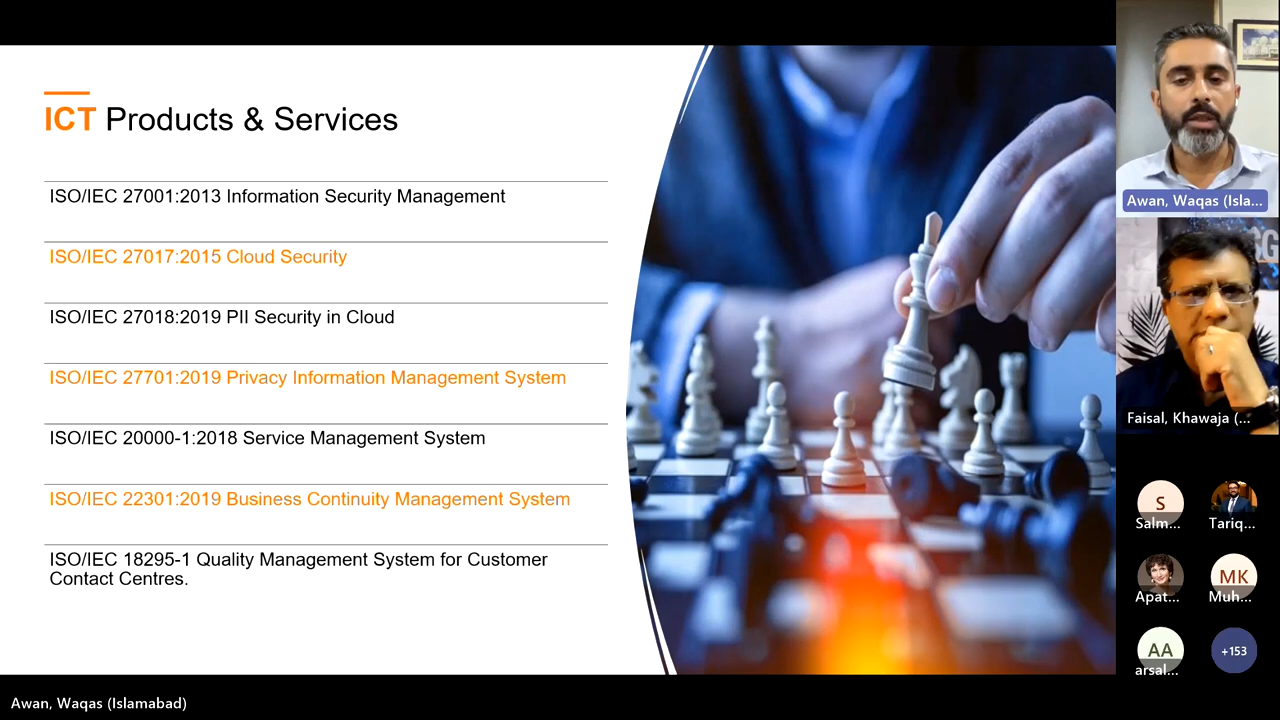 ICT Products & Services
ISO/IEC 27001:2013 Information Security Management
ISO/IEC 27017:2015 Cloud Security
ISO/IEC 27018:2019 PII Security in Cloud
ISO/IEC 27701:2019 Privacy Information Management System
ISO/IEC 20000-1:2018 Service Management System
ISO/IEC 22301:2019 Business Continuity Management System
ISO/IEC 18295-1 Quality Management System for Customer
Contact Centres.
Awan, Waqas (Isla...
Faisal, Khawaja (...
S
Salm...
Tariq...
Apat...
MK
Muh...
AA
arsal...
+153
Awan, Waqas (Islamabad)